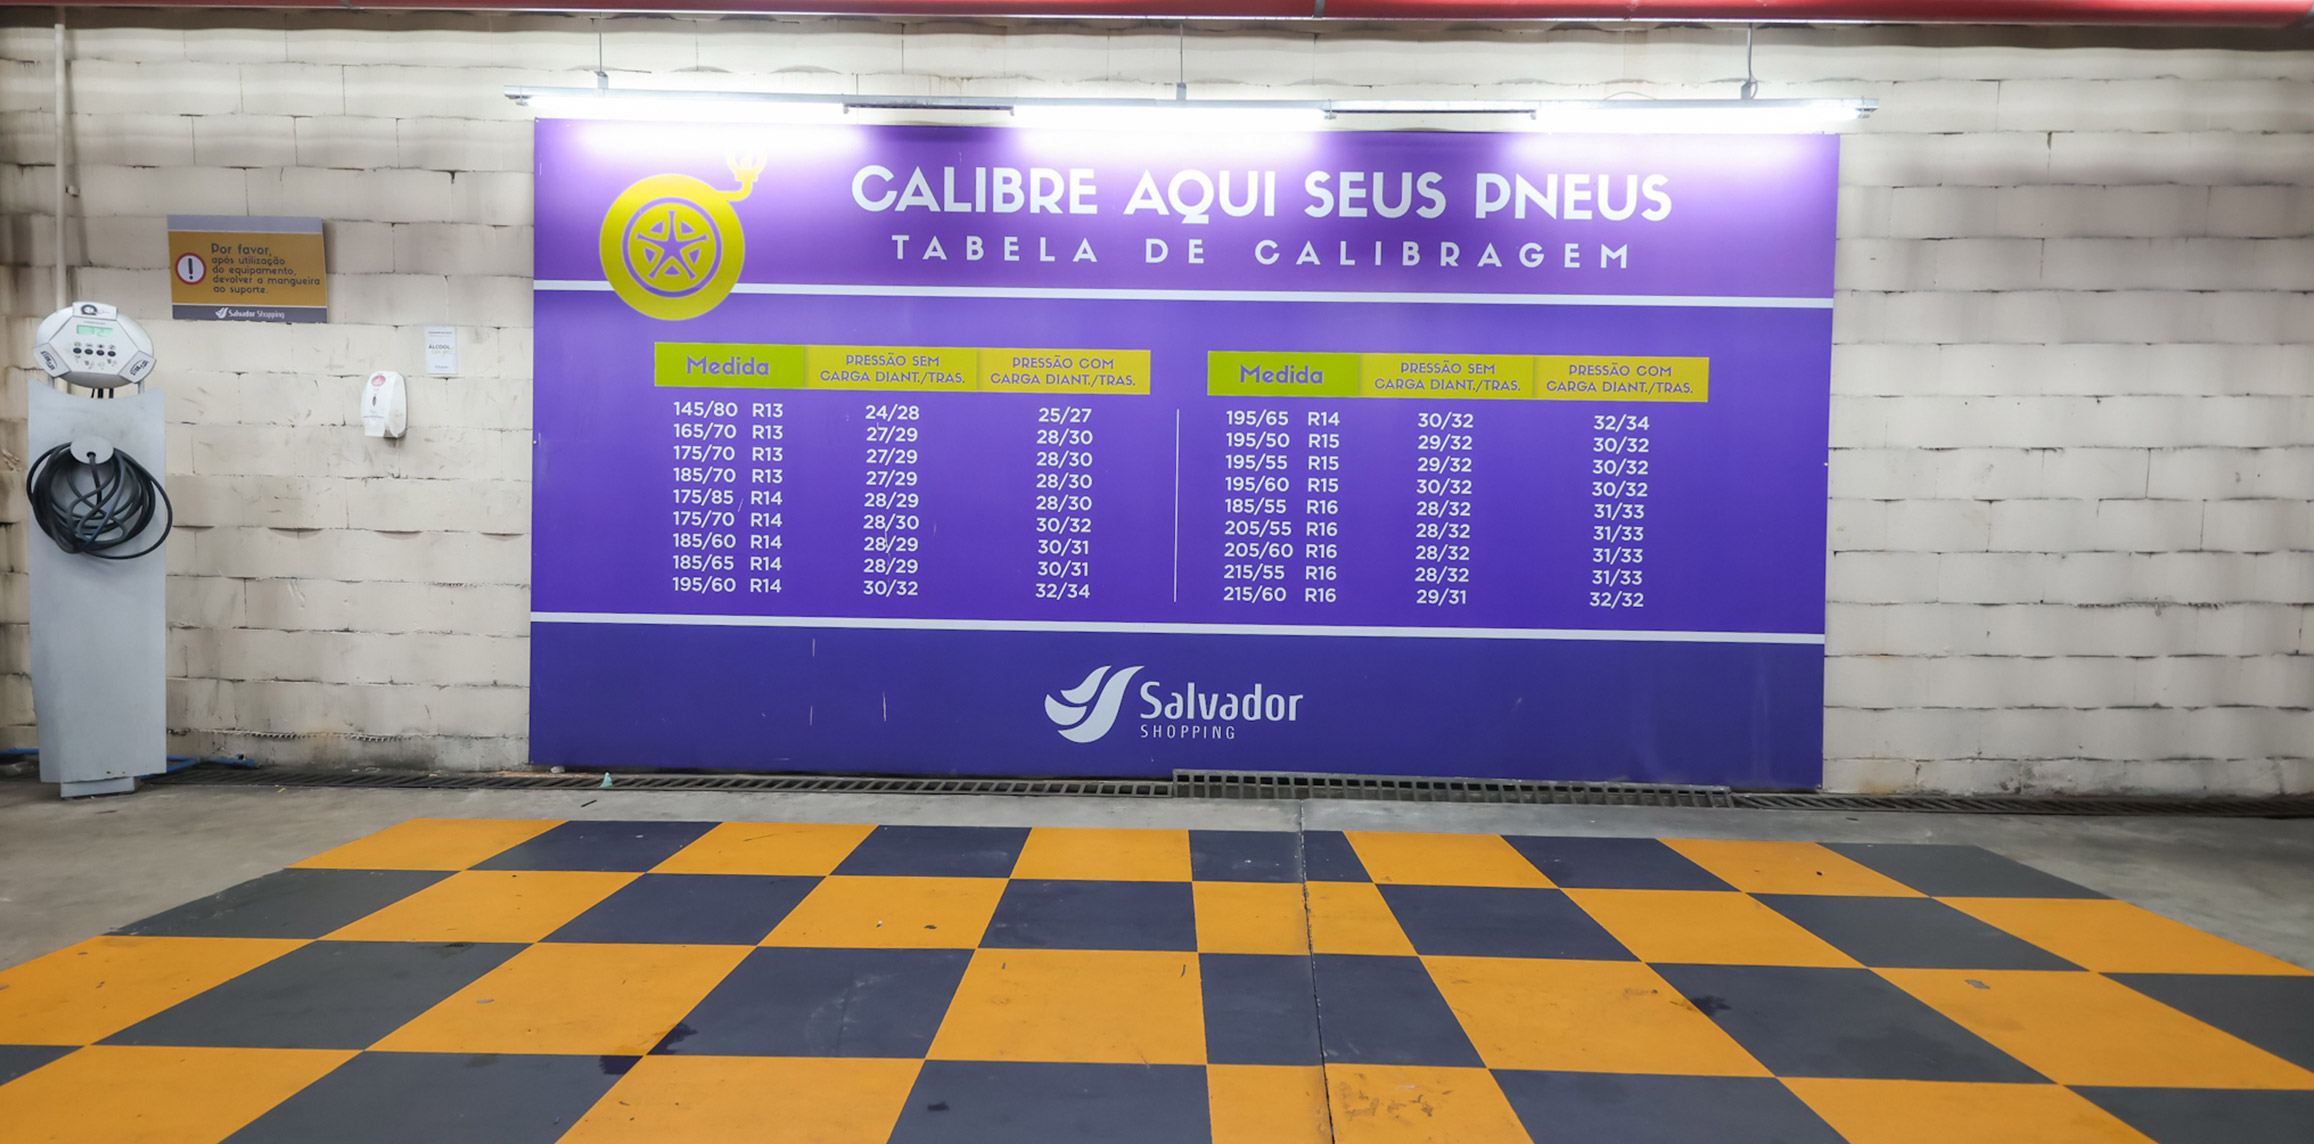 CALIBRE AQUI SEUS PNEUS
TABELA DE CALIBRAGEM
Por favor,
após utilização
do equipamento,
devolver a mangueira
ao suporte.
Salvador Shopping
ÁLCOOL
Medida PRESSÃO SEM CARGA DIANT./TRAS. PRESSÃO COM CARGA DIANT./TRAS.
145/80 R13 24/28 25/27
165/70 R13 27/29 28/30
175/70 R13 27/29 28/30
185/70 R13 27/29 28/30
175/85 R14 28/29 28/30
175/70 R14 28/30 30/32
185/60 R14 28/29 30/31
185/65 R14 28/29 30/31
195/60 R14 30/32 32/34
Medida PRESSÃO SEM CARGA DIANT./TRAS. PRESSÃO COM CARGA DIANT./TRAS.
195/65 R14 30/32 32/34
195/50 R15 29/32 30/32
195/55 R15 29/32 30/32
195/60 R15 30/32 30/32
185/55 R16 28/32 31/33
205/55 R16 28/32 31/33
205/60 R16 28/32 31/33
215/55 R16 28/32 31/33
215/60 R16 29/31 32/32
Salvador
SHOPPING